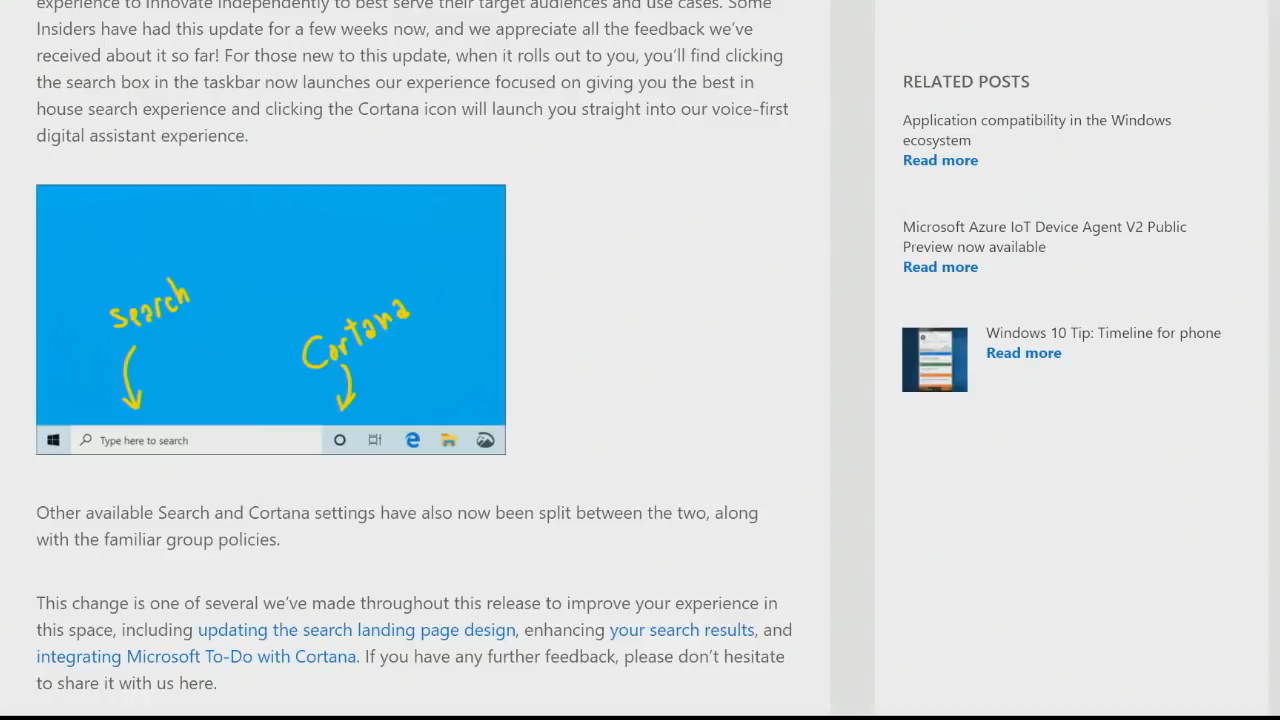 experience to innovate independently to best serve their target audiences and use cases. Some
Insiders have had this update for a few weeks now, and we appreciate all the feedback we've
received about it so far! For those new to this update, when it rolls out to you, you'll find clicking
the search box in the taskbar now launches our experience focused on giving you the best in
house search experience and clicking the Cortana icon will launch you straight into our voice-first
digital assistant experience.
Search
Cortana
Type here to search
Other available Search and Cortana settings have also now been split between the two, along
with the familiar group policies.
This change is one of several we've made throughout this release to improve your experience in
this space, including updating the search landing page design, enhancing your search results, and
integrating Microsoft To-Do with Cortana. If you have any further feedback, please don't hesitate
to share it with us here.
RELATED POSTS
Application compatibility in the Windows
ecosystem
Read more
Microsoft Azure IoT Device Agent V2 Public
Preview now available
Read more
Windows 10 Tip: Timeline for phone
Read more